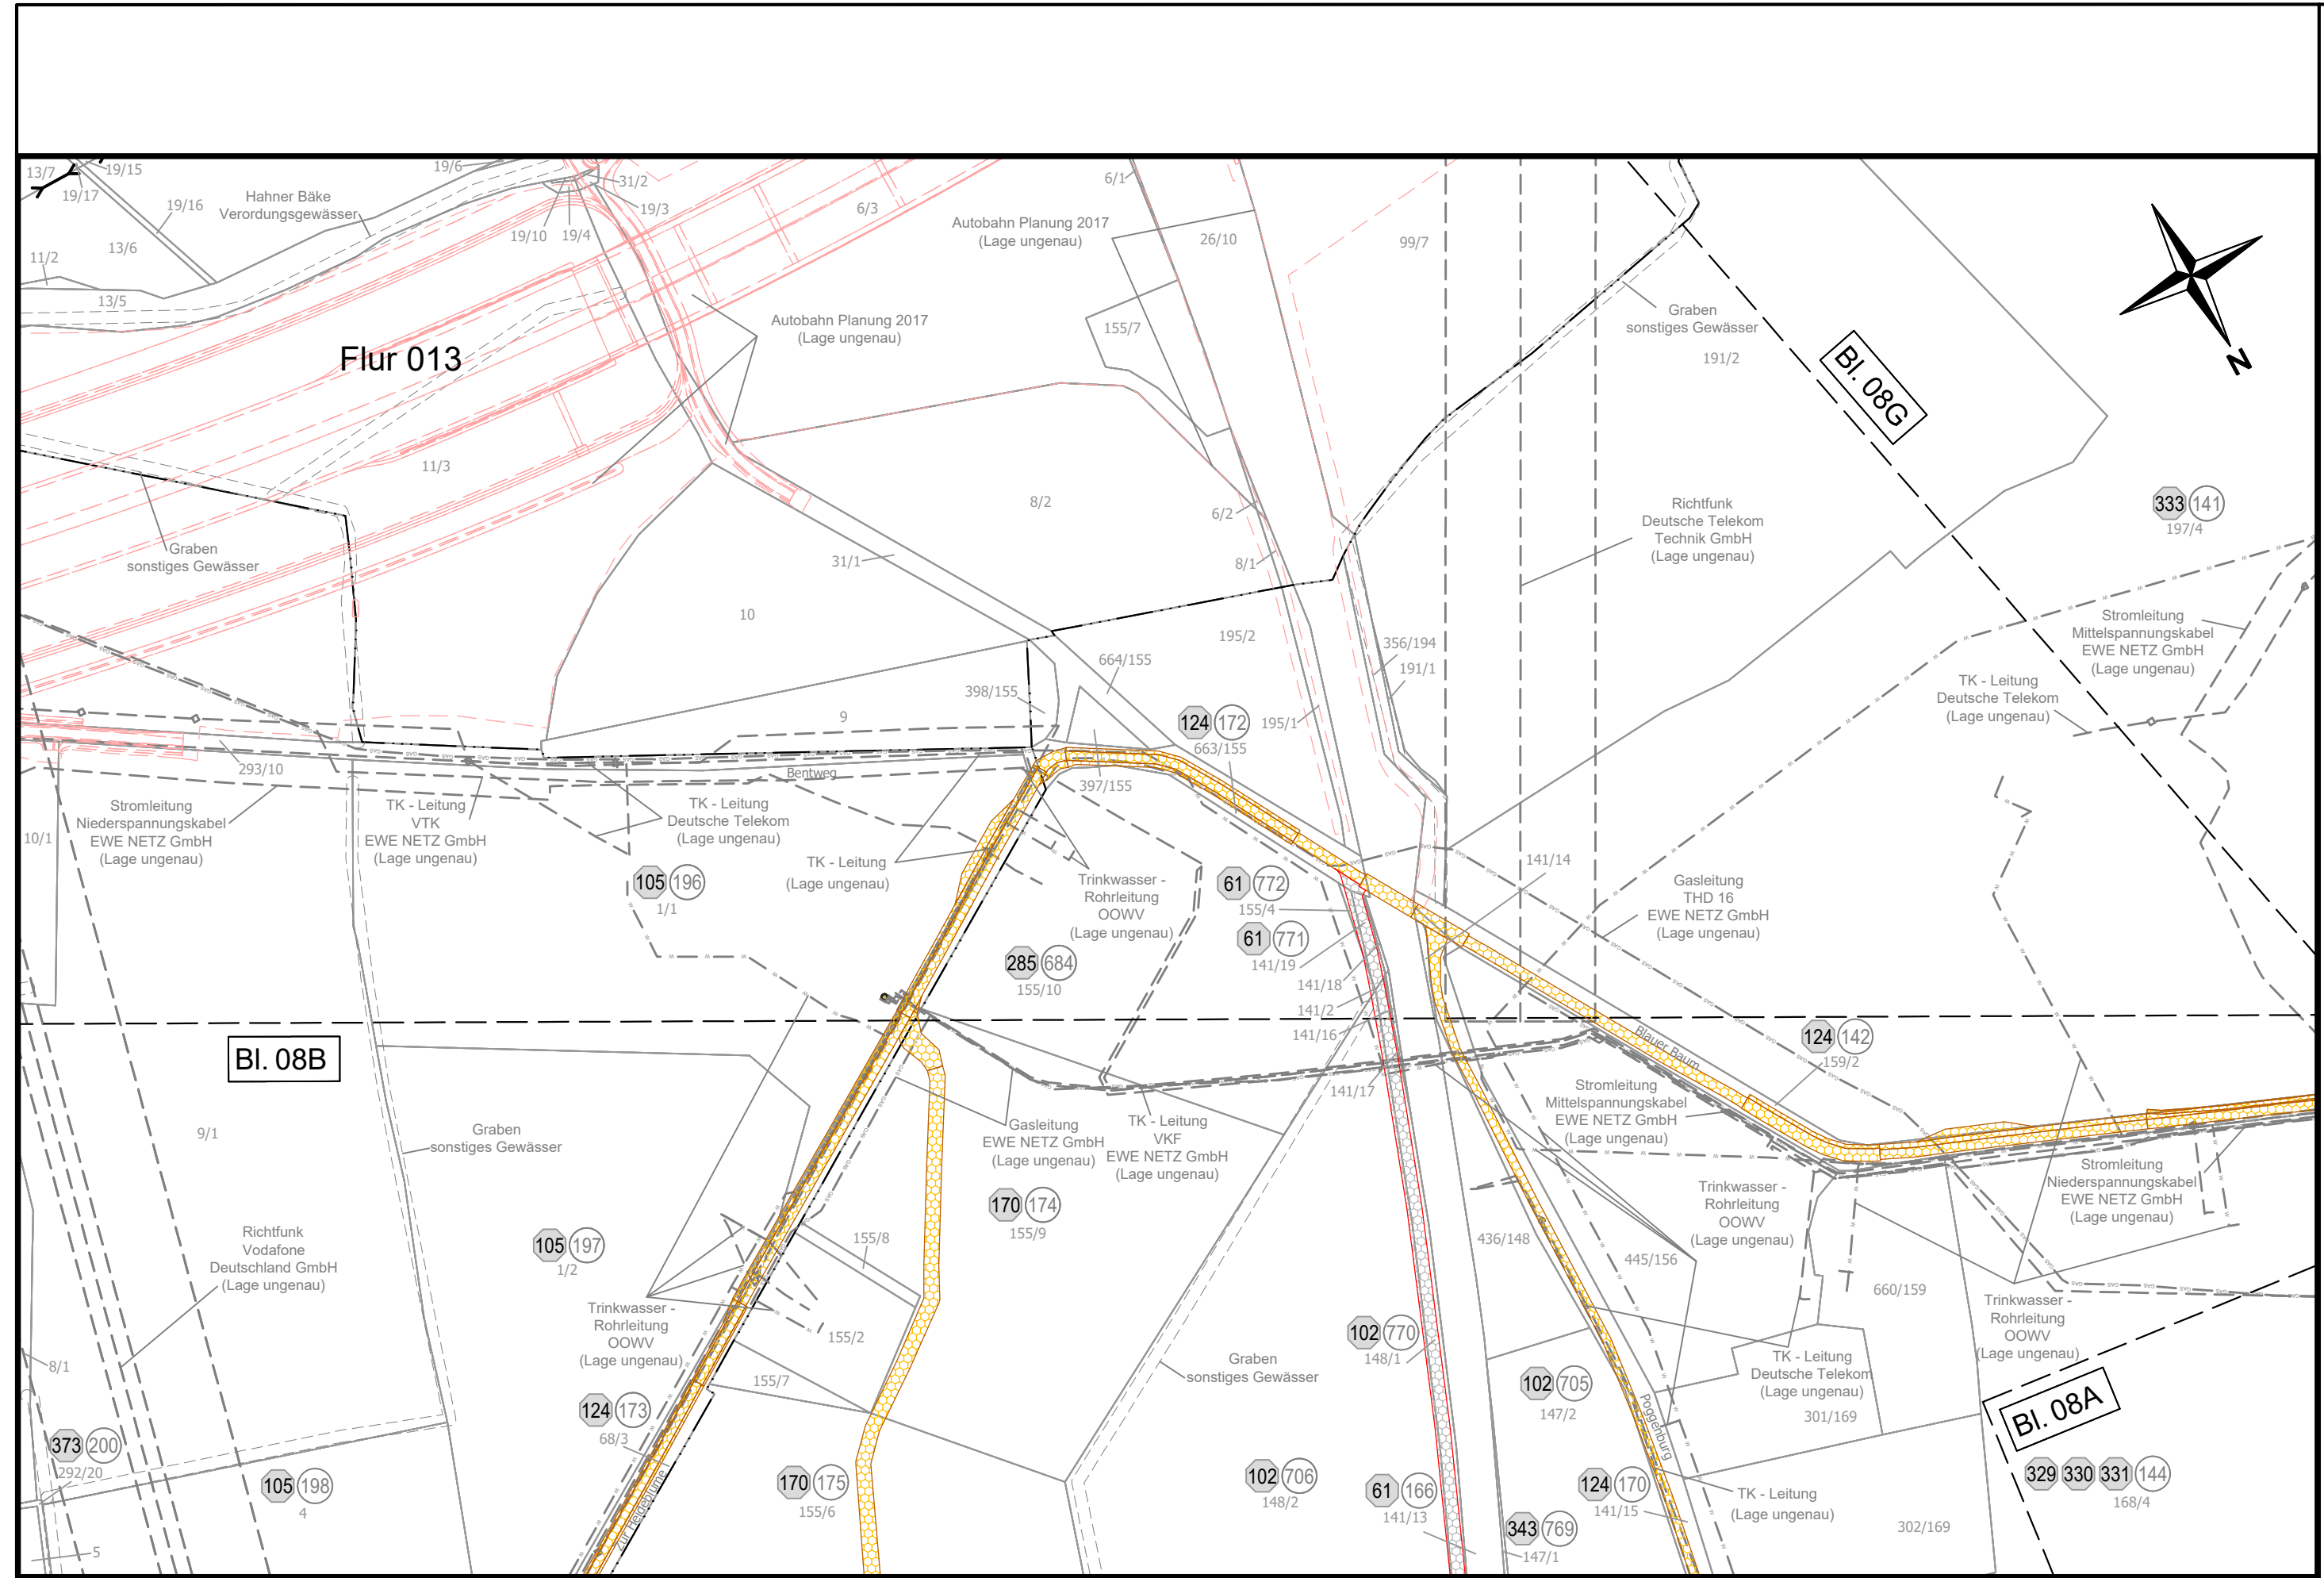 13/7
19/15
19/17
19/16
13/6
11/2
13/5
Hahner Bäke
Verordungsgewässer
19/6
31/2
19/3
19/10
19/4
6/3
6/1
Autobahn Planung 2017
(Lage ungenau)
26/10
99/7
Autobahn Planung 2017
(Lage ungenau)
155/7
Graben
sonstiges Gewässer
191/2
Bl. 08G
N
Flur 013
11/3
8/2
6/2
8/1
31/1
10
Graben
sonstiges Gewässer
Richtfunk
Deutsche Telekom
Technik GmbH
(Lage ungenau)
333 141
197/4
Stromleitung
Mittelspannungskabel
EWE NETZ GmbH
(Lage ungenau)
TK - Leitung
Deutsche Telekom
(Lage ungenau)
195/2
664/155
398/155
356/194
191/1
9
124 172
663/155
195/1
293/10
Bentweg
397/155
Stromleitung
Niederspannungskabel
EWE NETZ GmbH
(Lage ungenau)
TK - Leitung
VTK
EWE NETZ GmbH
(Lage ungenau)
TK - Leitung
Deutsche Telekom
(Lage ungenau)
10/1
TK - Leitung
(Lage ungenau)
105 196
1/1
Trinkwasser -
Rohrleitung
OOWV
(Lage ungenau)
61 772
155/4
61 771
141/19
141/18
141/2
141/16
141/17
141/14
Gasleitung
THD 16
EWE NETZ GmbH
(Lage ungenau)
285 684
155/10
Bl. 08B
Blauer Baum
124 142
159/2
9/1
Graben
sonstiges Gewässer
Gasleitung
EWE NETZ GmbH
(Lage ungenau)
TK - Leitung
VKF
EWE NETZ GmbH
(Lage ungenau)
Stromleitung
Mittelspannungskabel
EWE NETZ GmbH
(Lage ungenau)
Trinkwasser -
Rohrleitung
OOWV
(Lage ungenau)
Stromleitung
Niederspannungskabel
EWE NETZ GmbH
(Lage ungenau)
170 174
155/9
Richtfunk
Vodafone
Deutschland GmbH
(Lage ungenau)
105 197
1/2
155/8
436/148
445/156
660/159
Trinkwasser -
Rohrleitung
OOWV
(Lage ungenau)
155/2
102 770
148/1
Trinkwasser -
Rohrleitung
OOWV
(Lage ungenau)
8/1
155/7
Graben
sonstiges Gewässer
102 705
147/2
TK - Leitung
Deutsche Telekom
(Lage ungenau)
301/169
Bl. 08A
124 173
68/3
Poggenburg
373 200
292/20
105 198
4
Zur Heideblume
170 175
155/6
102 706
148/2
61 166
141/13
124 170
141/15
TK - Leitung
(Lage ungenau)
329 330 331 144
168/4
343 769
147/1
302/169
5